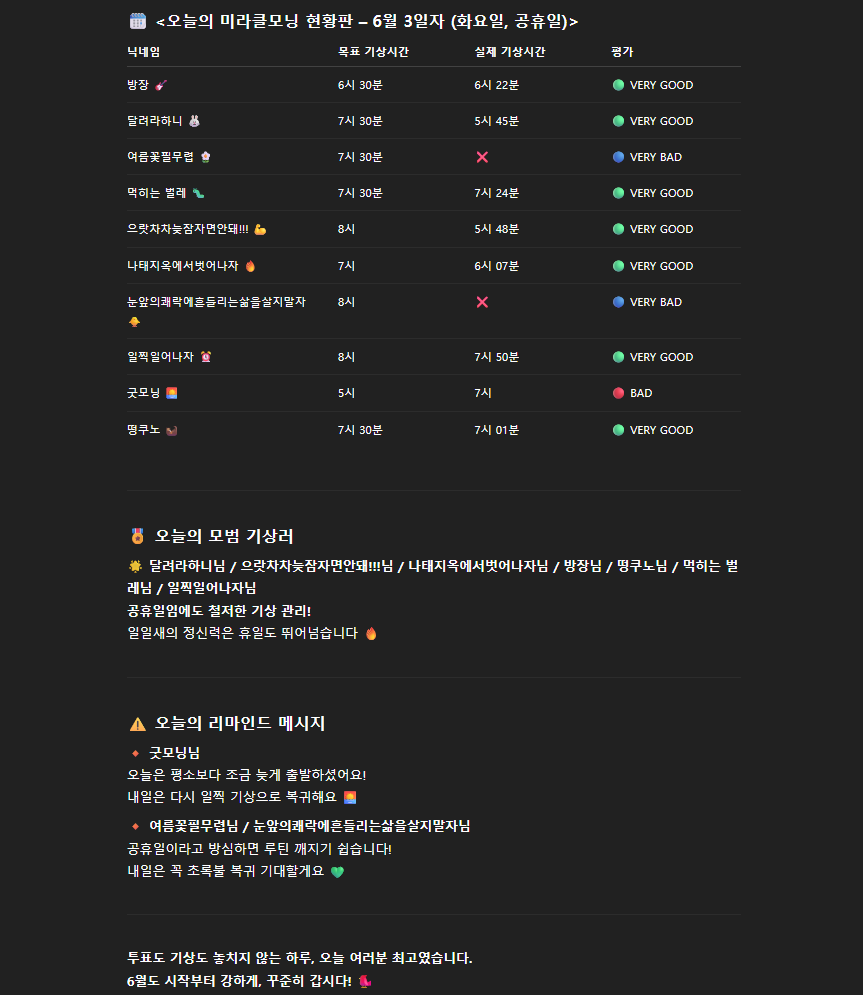 🗓️ <오늘의 미라클모닝 현황판 – 6월 3일자 (화요일, 공휴일)>
닉네임 목표 기상시간 실제 기상시간 평가
방장 🎸 6시 30분 6시 22분 🟢 VERY GOOD
달려라하니 🐰 7시 30분 5시 45분 🟢 VERY GOOD
여름꽃필무렵 🌸 7시 30분 ❌ 🔵 VERY BAD
먹히는 벌레 🐛 7시 30분 7시 24분 🟢 VERY GOOD
으랏차차늦잠자면안돼!!! 💪 8시 5시 48분 🟢 VERY GOOD
나태지옥에서벗어나자 🔥 7시 6시 07분 🟢 VERY GOOD
눈앞의쾌락에흔들리는삶을살지말자 8시 ❌ 🔵 VERY BAD
🐥
일찍일어나자 ⏰ 8시 7시 50분 🟢 VERY GOOD
굿모닝 🌅 5시 7시 🔴 BAD
떵쿠노 🦦 7시 30분 7시 01분 🟢 VERY GOOD
🏅 오늘의 모범 기상러
🌟 달려라하니님 / 으랏차차늦잠자면안돼!!!님 / 나태지옥에서벗어나자님 / 방장님 / 떵쿠노님 / 먹히는 벌
레님 / 일찍일어나자님
공휴일임에도 철저한 기상 관리!
일일새의 정신력은 휴일도 뛰어넘습니다 🔥
⚠️ 오늘의 리마인드 메시지
🔸 굿모닝님
오늘은 평소보다 조금 늦게 출발하셨어요!
내일은 다시 일찍 기상으로 복귀해요 🌅
🔸 여름꽃필무렵님 / 눈앞의쾌락에흔들리는삶을살지말자님
공휴일이라고 방심하면 루틴 깨지기 쉽습니다!
내일은 꼭 초록불 복귀 기대할게요 💚
투표도 기상도 놓치지 않는 하루, 오늘 여러분 최고였습니다.
6월도 시작부터 강하게, 꾸준히 갑시다! 🐦